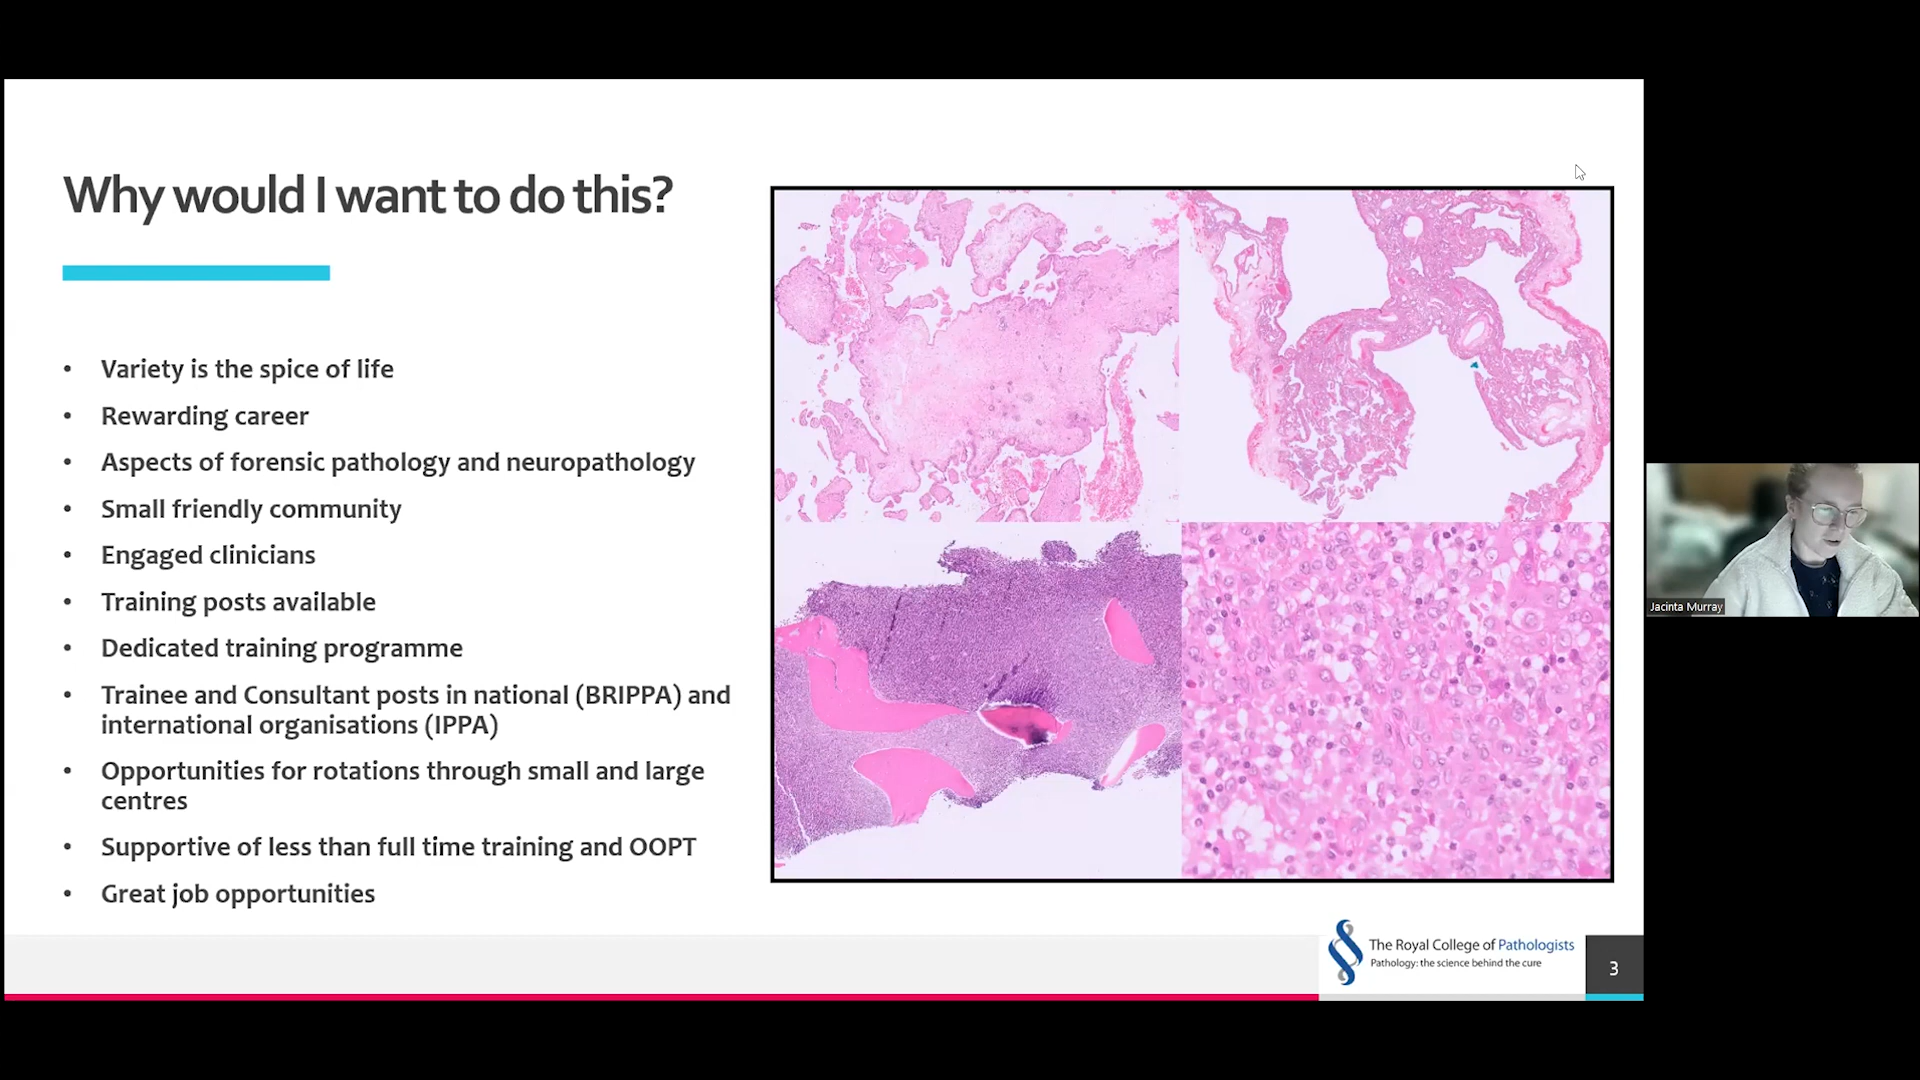 Why would I want to do this?
• Variety is the spice of life
• Rewarding career
• Aspects of forensic pathology and neuropathology
• Small friendly community
• Engaged clinicians
• Training posts available
• Dedicated training programme
• Trainee and Consultant posts in national (BRIPPA) and
international organisations (IPPA)
• Opportunities for rotations through small and large
centres
• Supportive of less than full time training and OOPT
• Great job opportunities
Jacinta Murray
The Royal College of Pathologists
Pathology: the science behind the cure
3